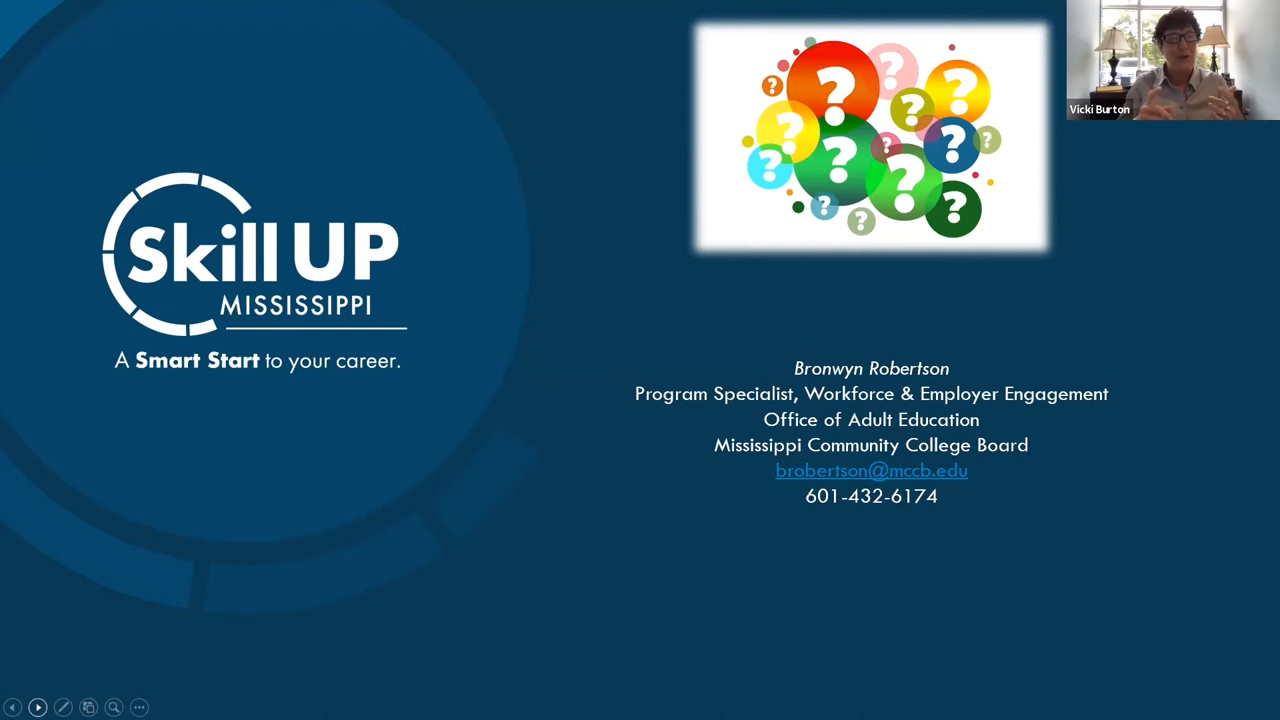 Skill UP
MISSISSIPPI
A Smart Start to your career.
? ? ? ? ? ? ? ? ? ? ? ? ? ?
Vicki Burton
Bronwyn Robertson
Program Specialist, Workforce & Employer Engagement
Office of Adult Education
Mississippi Community College Board
brobertson@mccb.edu
601-432-6174